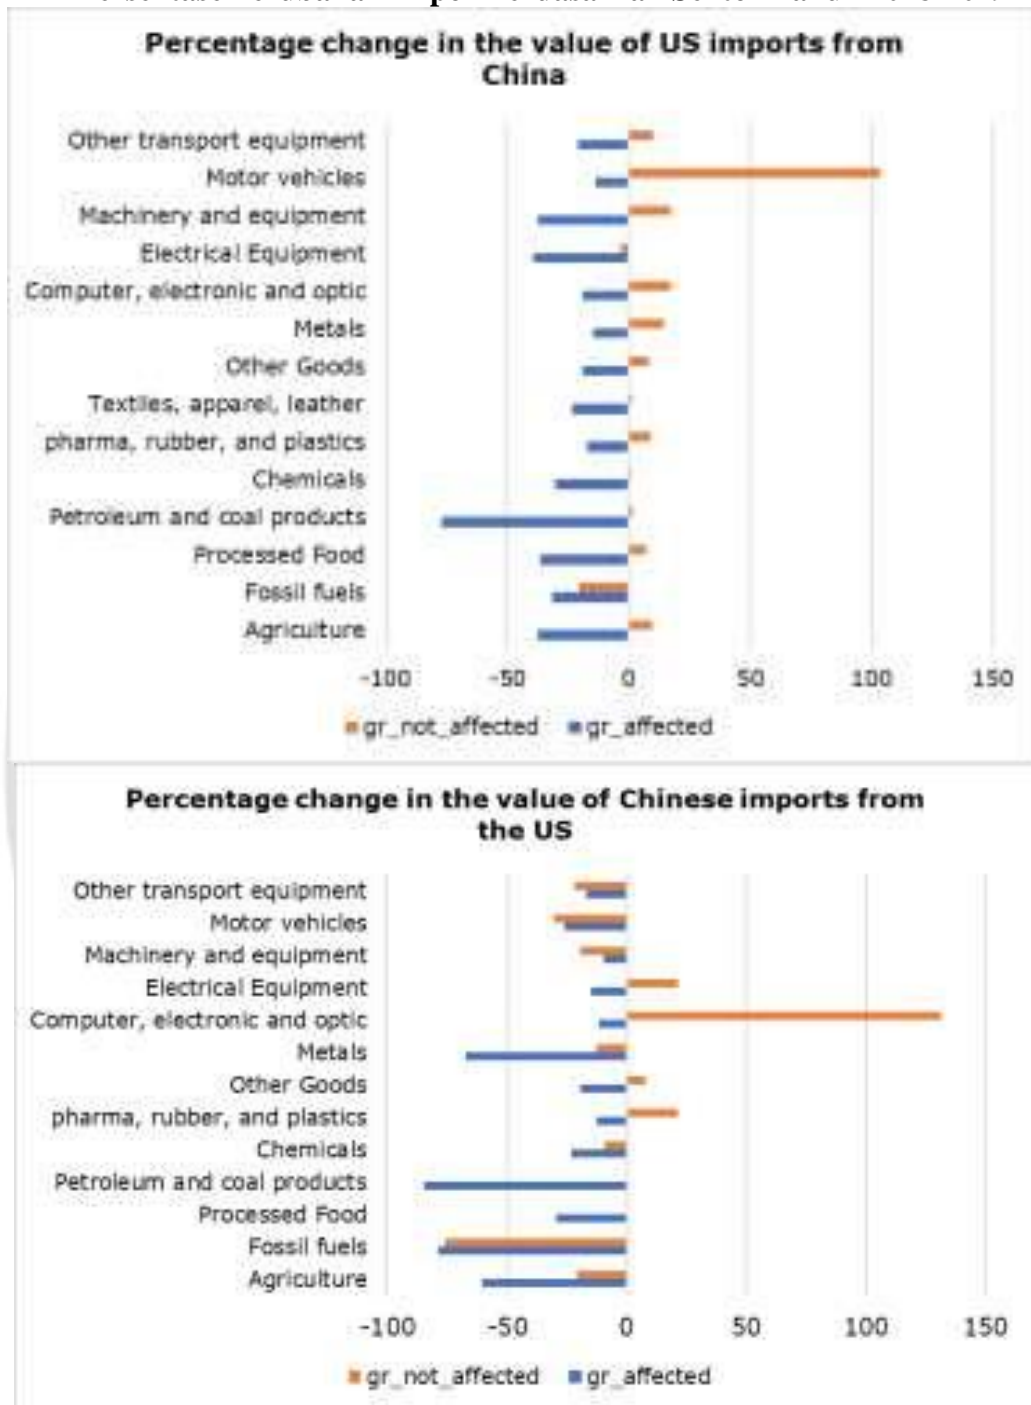 Percentage change in the value of US imports from
China
Other transport equipment
Motor vehicles
Machinery and equipment
Electrical Equipment
Computer, electronic and optic
Metals
Other Goods
Textiles, apparel, leather
pharma, rubber, and plastics
Chemicals
Petroleum and coal products
Processed Food
Fossil fuels
Agriculture
-100 -50 0 50 100 150
gr_not_affected gr_affected
Percentage change in the value of Chinese imports from
the US
Other transport equipment
Motor vehicles
Machinery and equipment
Electrical Equipment
Computer, electronic and optic
Metals
Other Goods
pharma, rubber, and plastics
Chemicals
Petroleum and coal products
Processed Food
Fossil fuels
Agriculture
-100 -50 0 50 100 150
gr_not_affected gr_affected